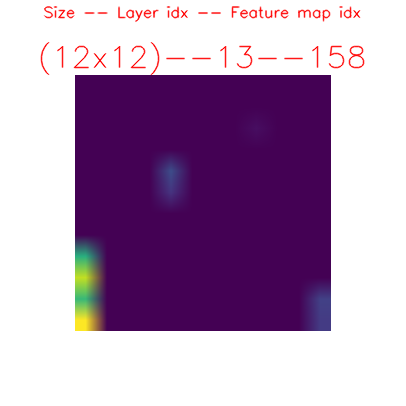 Size -- Layer idx -- Feature map idx
(12x12)--13--158